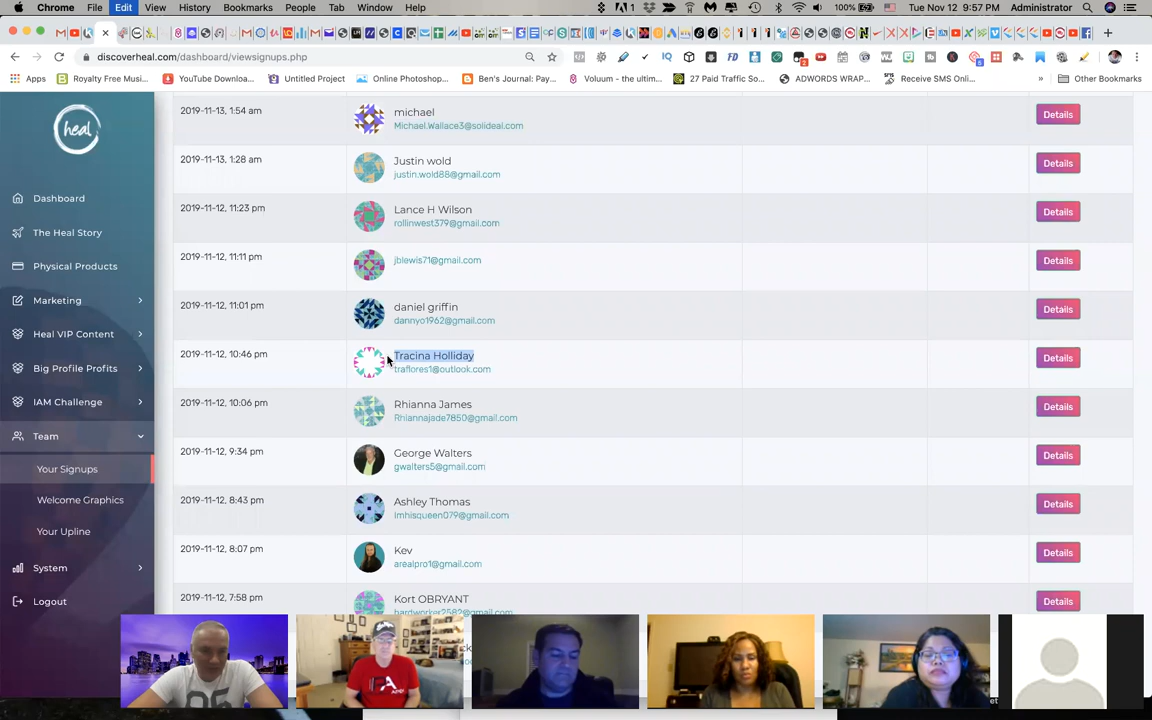 Chrome File Edit View History Bookmarks People Tab Window Help 100% Tue Nov 12 9:57 PM Administrator
discoverheal.com/dashboard/viewsignups.php
Apps Royalty Free Musi... YouTube Downloa... Untitled Project Online Photoshop... Ben's Journal: Pay... Voluum - the ultim... 27 Paid Traffic So... ADWORDS WRAP... Receive SMS Onli... » Other Bookmarks
heal
Dashboard
The Heal Story
Physical Products
Marketing
Heal VIP Content
Big Profile Profits
IAM Challenge
Team
Your Signups
Welcome Graphics
Your Upline
System
Logout
2019-11-13, 1:54 am
michael
Michael.Wallace3@solideal.com
Details
2019-11-13, 1:28 am
Justin wold
justin.wold88@gmail.com
Details
2019-11-12, 11:23 pm
Lance H Wilson
rollinwest379@gmail.com
Details
2019-11-12, 11:11 pm
jblewis71@gmail.com
Details
2019-11-12, 11:01 pm
daniel griffin
dannyo1962@gmail.com
Details
2019-11-12, 10:46 pm
Tracina Holliday
traflores1@outlook.com
Details
2019-11-12, 10:06 pm
Rhianna James
Rhiannajade7850@gmail.com
Details
2019-11-12, 9:34 pm
George Walters
gwalters5@gmail.com
Details
2019-11-12, 8:43 pm
Ashley Thomas
Imhisqueen079@gmail.com
Details
2019-11-12, 8:07 pm
Kev
arealpro1@gmail.com
Details
2019-11-12, 7:58 pm
Kort OBRYANT
hardworker2582@gmail.com
Details